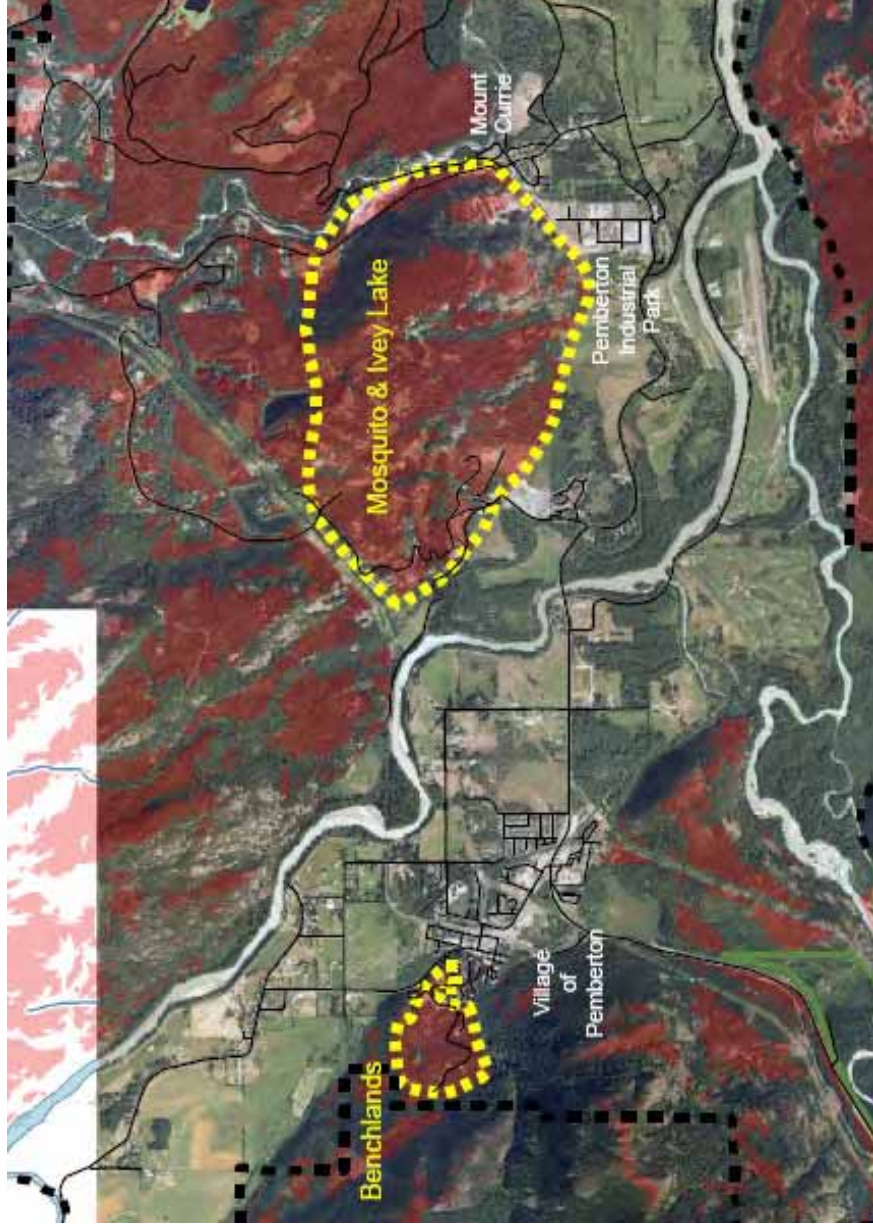 Benchlands
Mosquito & Ivey Lake
Mount
Currie
Village
of
Pemberton
Pemberton
Industrial
Park